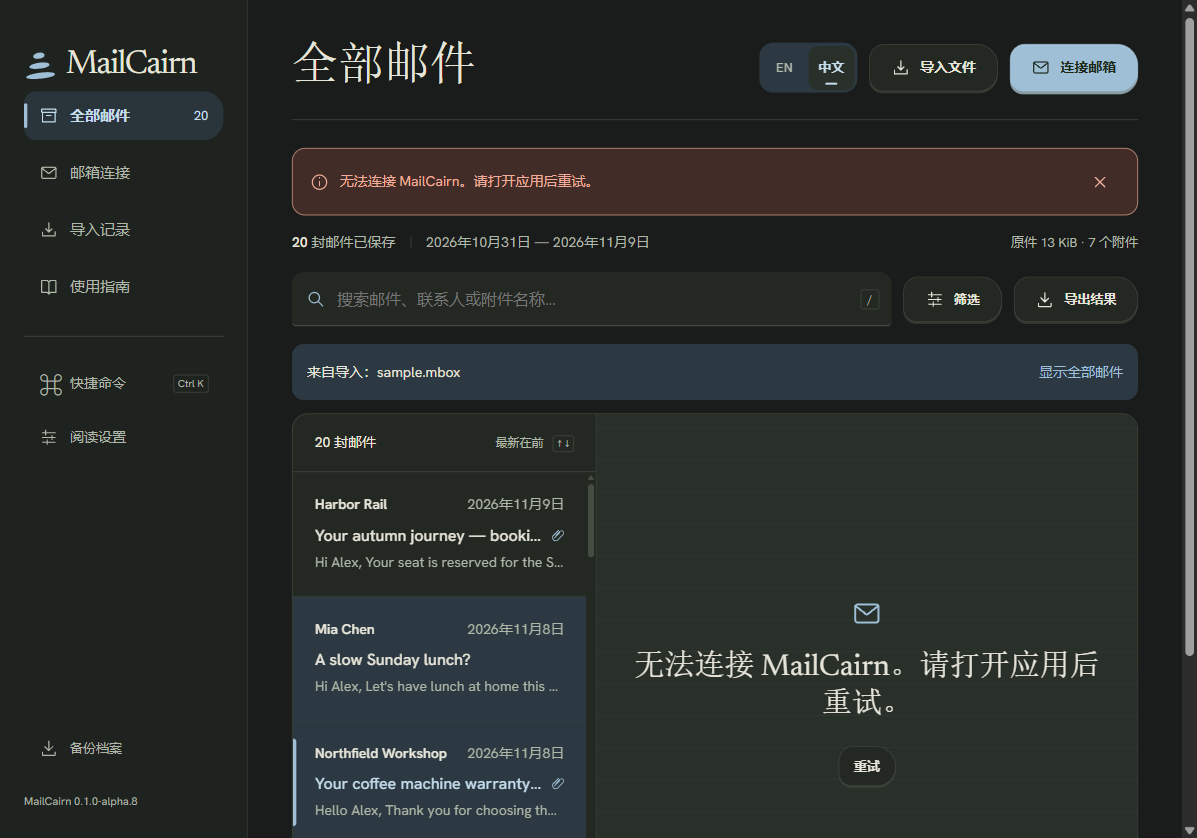 MailCairn
全部邮件 20
邮箱连接
导入记录
使用指南
快捷命令 Ctrl K
阅读设置
备份档案
MailCairn 0.1.0-alpha.8
全部邮件
EN 中文 导入文件 连接邮箱
无法连接 MailCairn。请打开应用后重试。
20 封邮件已保存 2026年10月31日 — 2026年11月9日 原件 13 KiB · 7 个附件
搜索邮件、联系人或附件名称... / 筛选 导出结果
来自导入：sample.mbox 显示全部邮件
20 封邮件 最新在前 ↑↓
Harbor Rail 2026年11月9日
Your autumn journey — booki...
Hi Alex, Your seat is reserved for the S...
Mia Chen 2026年11月8日
A slow Sunday lunch?
Hi Alex, Let's have lunch at home this ...
Northfield Workshop 2026年11月8日
Your coffee machine warranty...
Hello Alex, Thank you for choosing th...
无法连接 MailCairn。请打开应用后
重试。
重试